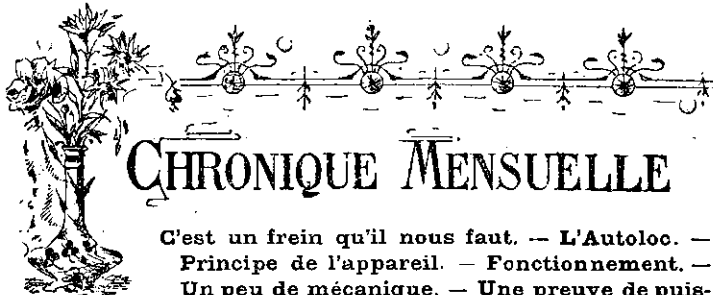 CHRONIQUE MENSUELLE
C'est un frein qu'il nous faut. — L'Autoloc. —
Principe de l'appareil. — Fonctionnement. —
Un peu de mécanique. — Une preuve de puis-